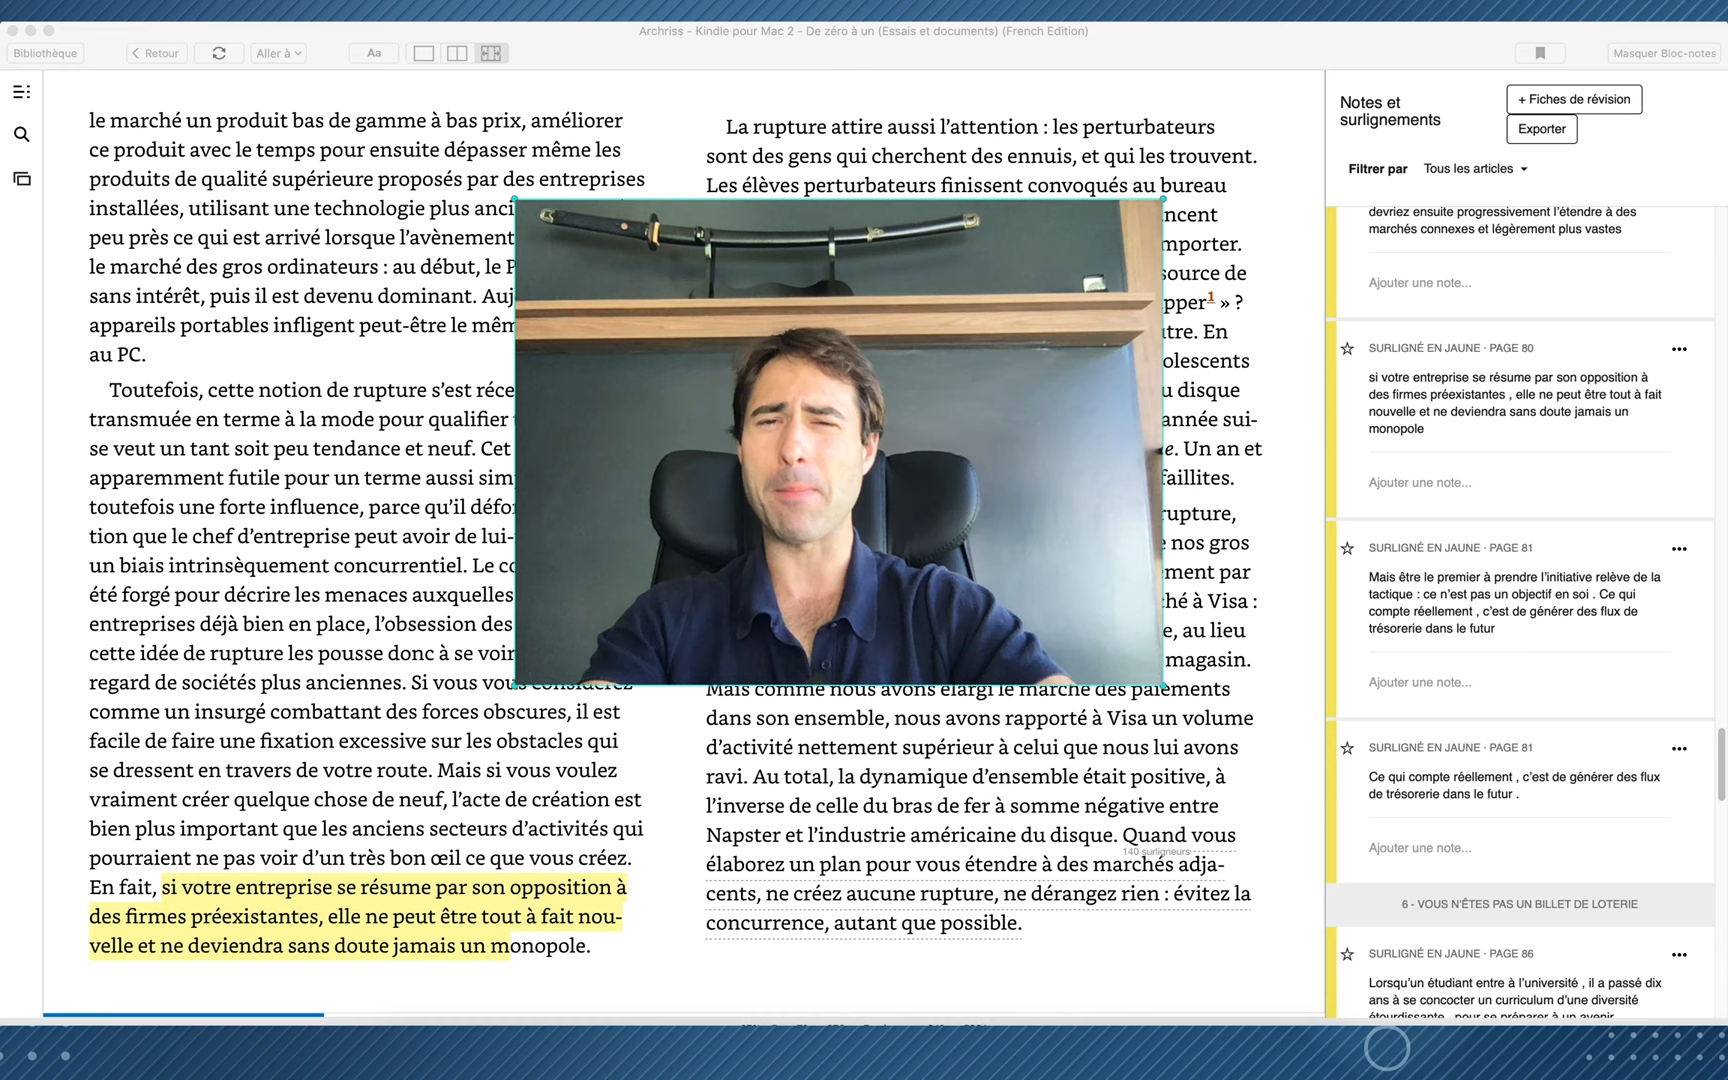 Archriss - Kindle pour Mac 2 - De zéro à un (Essais et documents) (French Edition)
Bibliothèque
Retour
Aller à
Aa
Masquer Bloc-notes
le marché un produit bas de gamme à bas prix, améliorer
ce produit avec le temps pour ensuite dépasser même les
produits de qualité supérieure proposés par des entreprises
installées, utilisant une technologie plus anci
peu près ce qui est arrivé lorsque l’avènement
le marché des gros ordinateurs : au début, le P
sans intérêt, puis il est devenu dominant. Auj
appareils portables infligent peut-être le mêm
au PC.
Toutefois, cette notion de rupture s’est réce
transmuée en terme à la mode pour qualifier
se veut un tant soit peu tendance et neuf. Cet
apparemment futile pour un terme aussi sim
toutefois une forte influence, parce qu’il défo
tion que le chef d’entreprise peut avoir de lui-
un biais intrinsèquement concurrentiel. Le co
été forgé pour décrire les menaces auxquelles
entreprises déjà bien en place, l’obsession des
cette idée de rupture les pousse donc à se voir
regard de sociétés plus anciennes. Si vous vous considérez
comme un insurgé combattant des forces obscures, il est
facile de faire une fixation excessive sur les obstacles qui
se dressent en travers de votre route. Mais si vous voulez
vraiment créer quelque chose de neuf, l’acte de création est
bien plus important que les anciens secteurs d’activités qui
pourraient ne pas voir d’un très bon œil ce que vous créez.
En fait, si votre entreprise se résume par son opposition à
des firmes préexistantes, elle ne peut être tout à fait nou-
velle et ne deviendra sans doute jamais un monopole.
La rupture attire aussi l’attention : les perturbateurs
sont des gens qui cherchent des ennuis, et qui les trouvent.
Les élèves perturbateurs finissent convoqués au bureau
ncent
mporter.
source de
pper1 » ?
utre. En
olescents
u disque
année sui-
e. Un an et
faillites.
rupture,
e nos gros
ment par
ché à Visa :
e, au lieu
magasin.
Mais comme nous avons élargi le marché des paiements
dans son ensemble, nous avons rapporté à Visa un volume
d’activité nettement supérieur à celui que nous lui avons
ravi. Au total, la dynamique d’ensemble était positive, à
l’inverse de celle du bras de fer à somme négative entre
Napster et l’industrie américaine du disque. Quand vous
140 surligneurs
élaborez un plan pour vous étendre à des marchés adja-
cents, ne créez aucune rupture, ne dérangez rien : évitez la
concurrence, autant que possible.
Notes et
surlignements
+ Fiches de révision
Exporter
Filtrer par Tous les articles
devriez ensuite progressivement l’étendre à des
marchés connexes et légèrement plus vastes
Ajouter une note...
SURLIGNÉ EN JAUNE · PAGE 80
si votre entreprise se résume par son opposition à
des firmes préexistantes , elle ne peut être tout à fait
nouvelle et ne deviendra sans doute jamais un
monopole
Ajouter une note...
SURLIGNÉ EN JAUNE · PAGE 81
Mais être le premier à prendre l’initiative relève de la
tactique : ce n’est pas un objectif en soi . Ce qui
compte réellement , c’est de générer des flux de
trésorerie dans le futur
Ajouter une note...
SURLIGNÉ EN JAUNE · PAGE 81
Ce qui compte réellement , c’est de générer des flux
de trésorerie dans le futur .
Ajouter une note...
6 - VOUS N’ÊTES PAS UN BILLET DE LOTERIE
SURLIGNÉ EN JAUNE · PAGE 86
Lorsqu’un étudiant entre à l’université , il a passé dix
ans à se concocter un curriculum d’une diversité
étourdissante , pour se préparer à un avenir